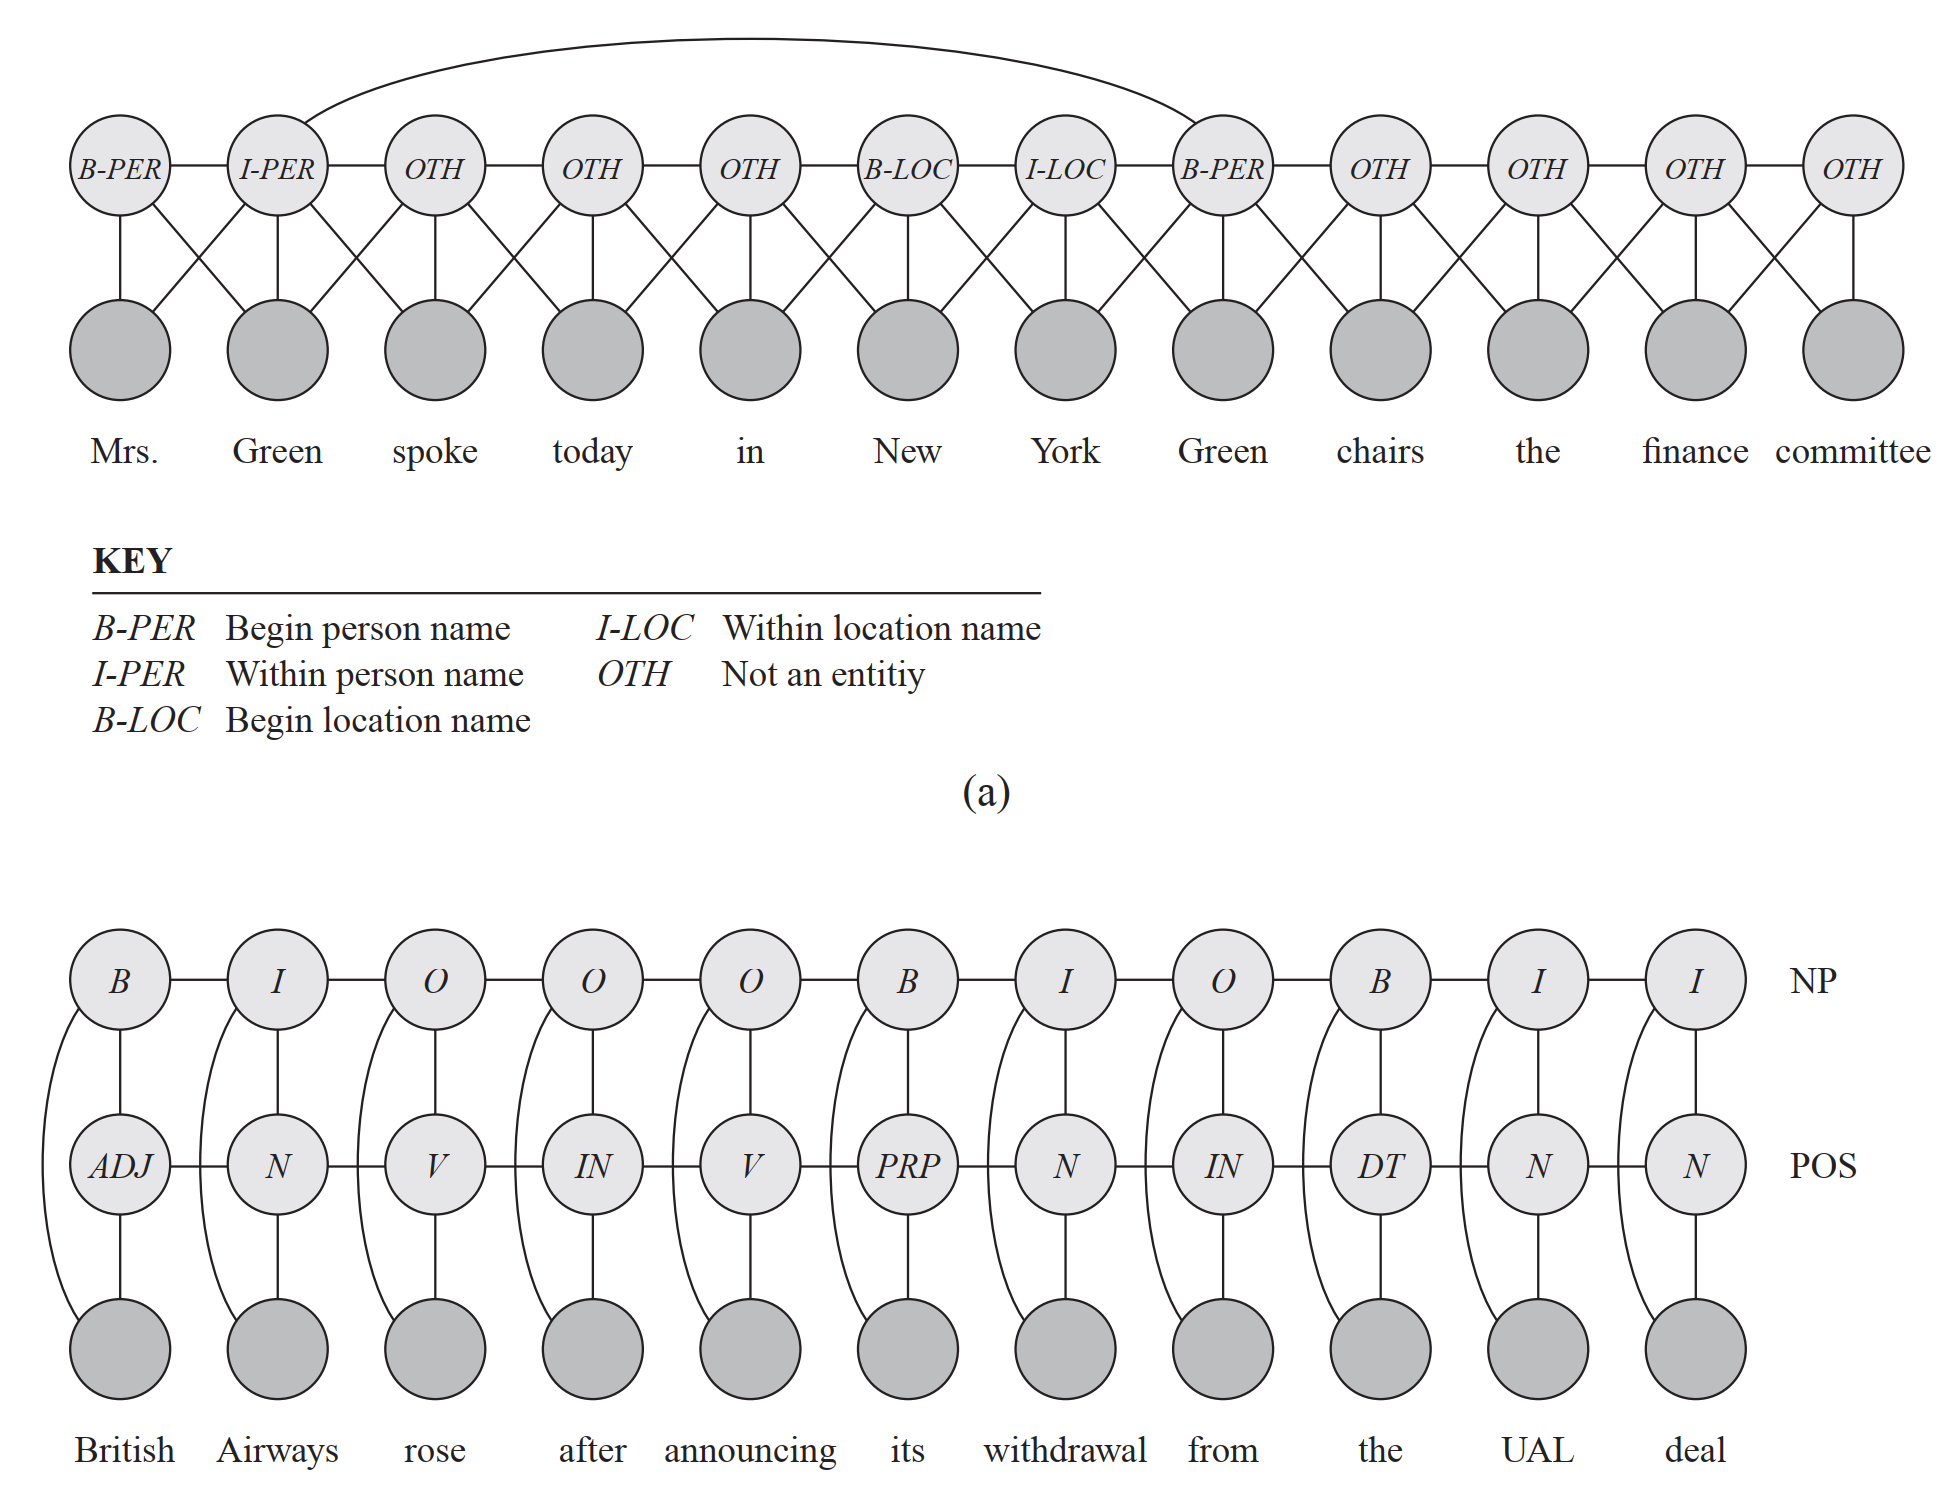 B-PER I-PER OTH OTH OTH B-LOC I-LOC B-PER OTH OTH OTH OTH
Mrs. Green spoke today in New York Green chairs the finance committee
KEY
B-PER Begin person name I-LOC Within location name
I-PER Within person name OTH Not an entitiy
B-LOC Begin location name
(a)
B I O O O B I O B I I NP
ADJ N V IN V PRP N IN DT N N POS
British Airways rose after announcing its withdrawal from the UAL deal